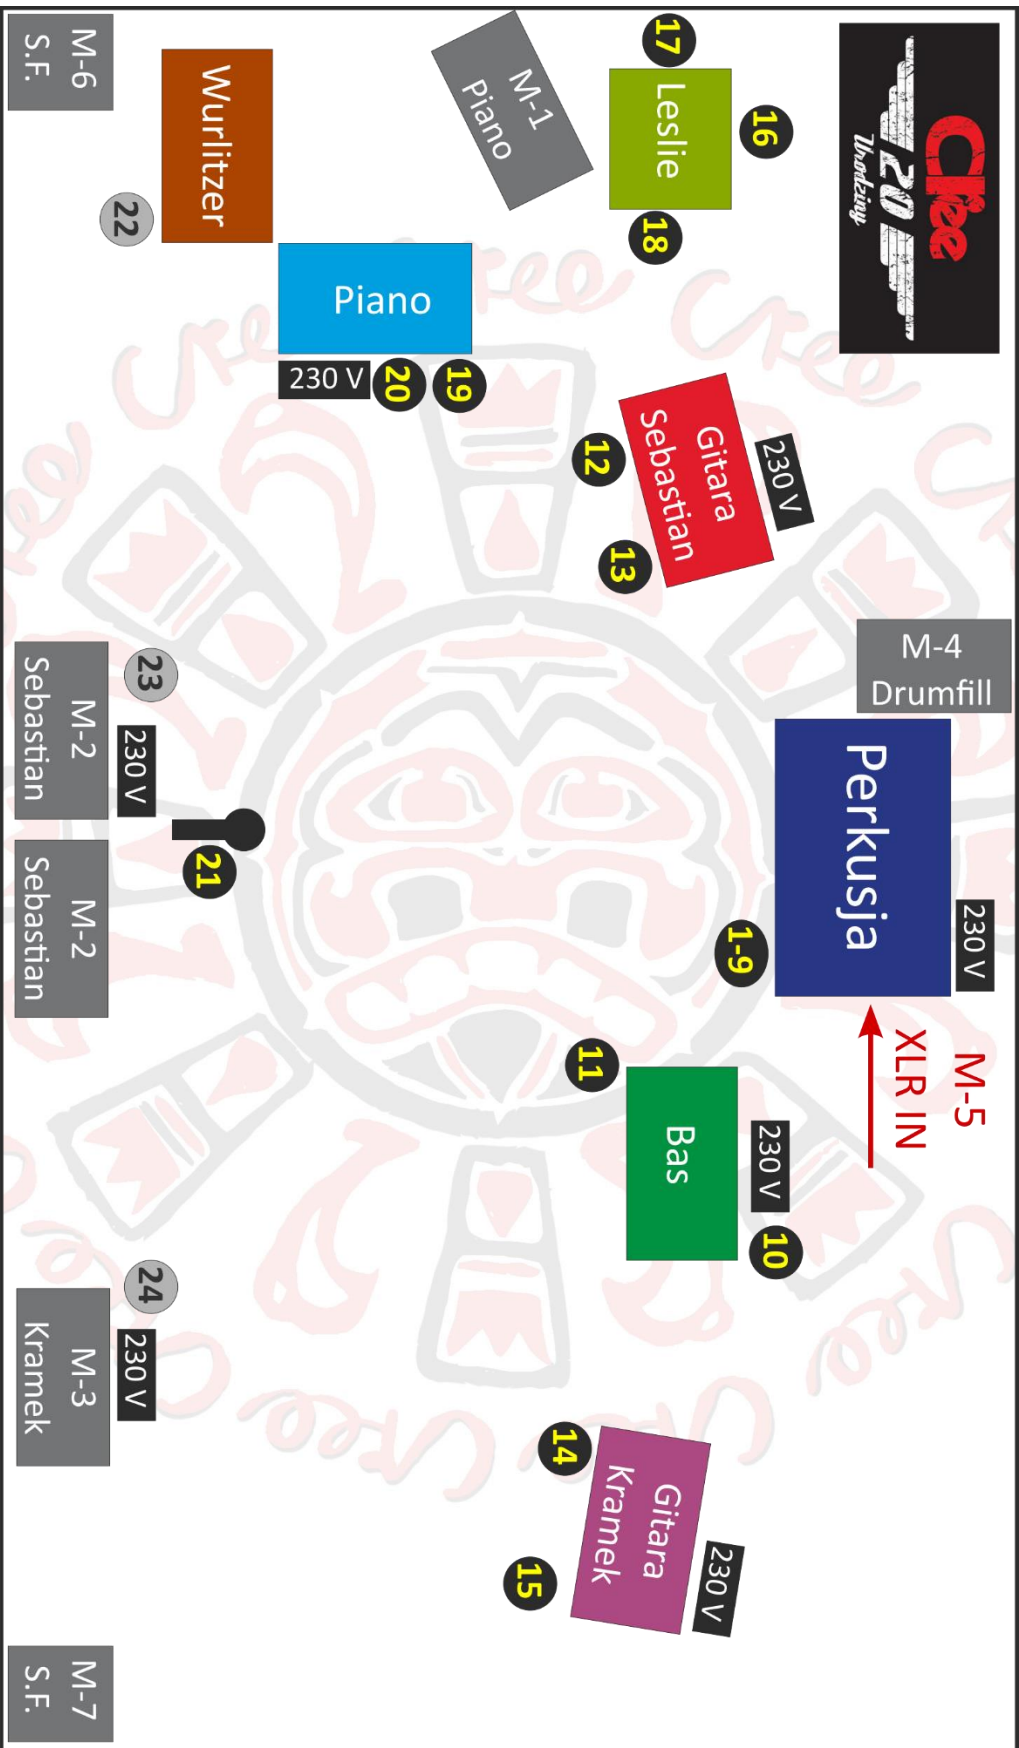 Cree
20
Urodziny
M-4
Drumfill
230 V
Perkusja
1-9
M-5
XLR IN
16
17
Leslie
18
M-1
Piano
230 V
Gitara
Sebastian
12
13
230 V
10
Bas
11
230 V
Gitara
Kramek
14
15
Wurlitzer
22
Piano
19
20
230 V
21
M-6
S.F.
23
230 V
M-2
Sebastian
M-2
Sebastian
24
230 V
M-3
Kramek
M-7
S.F.